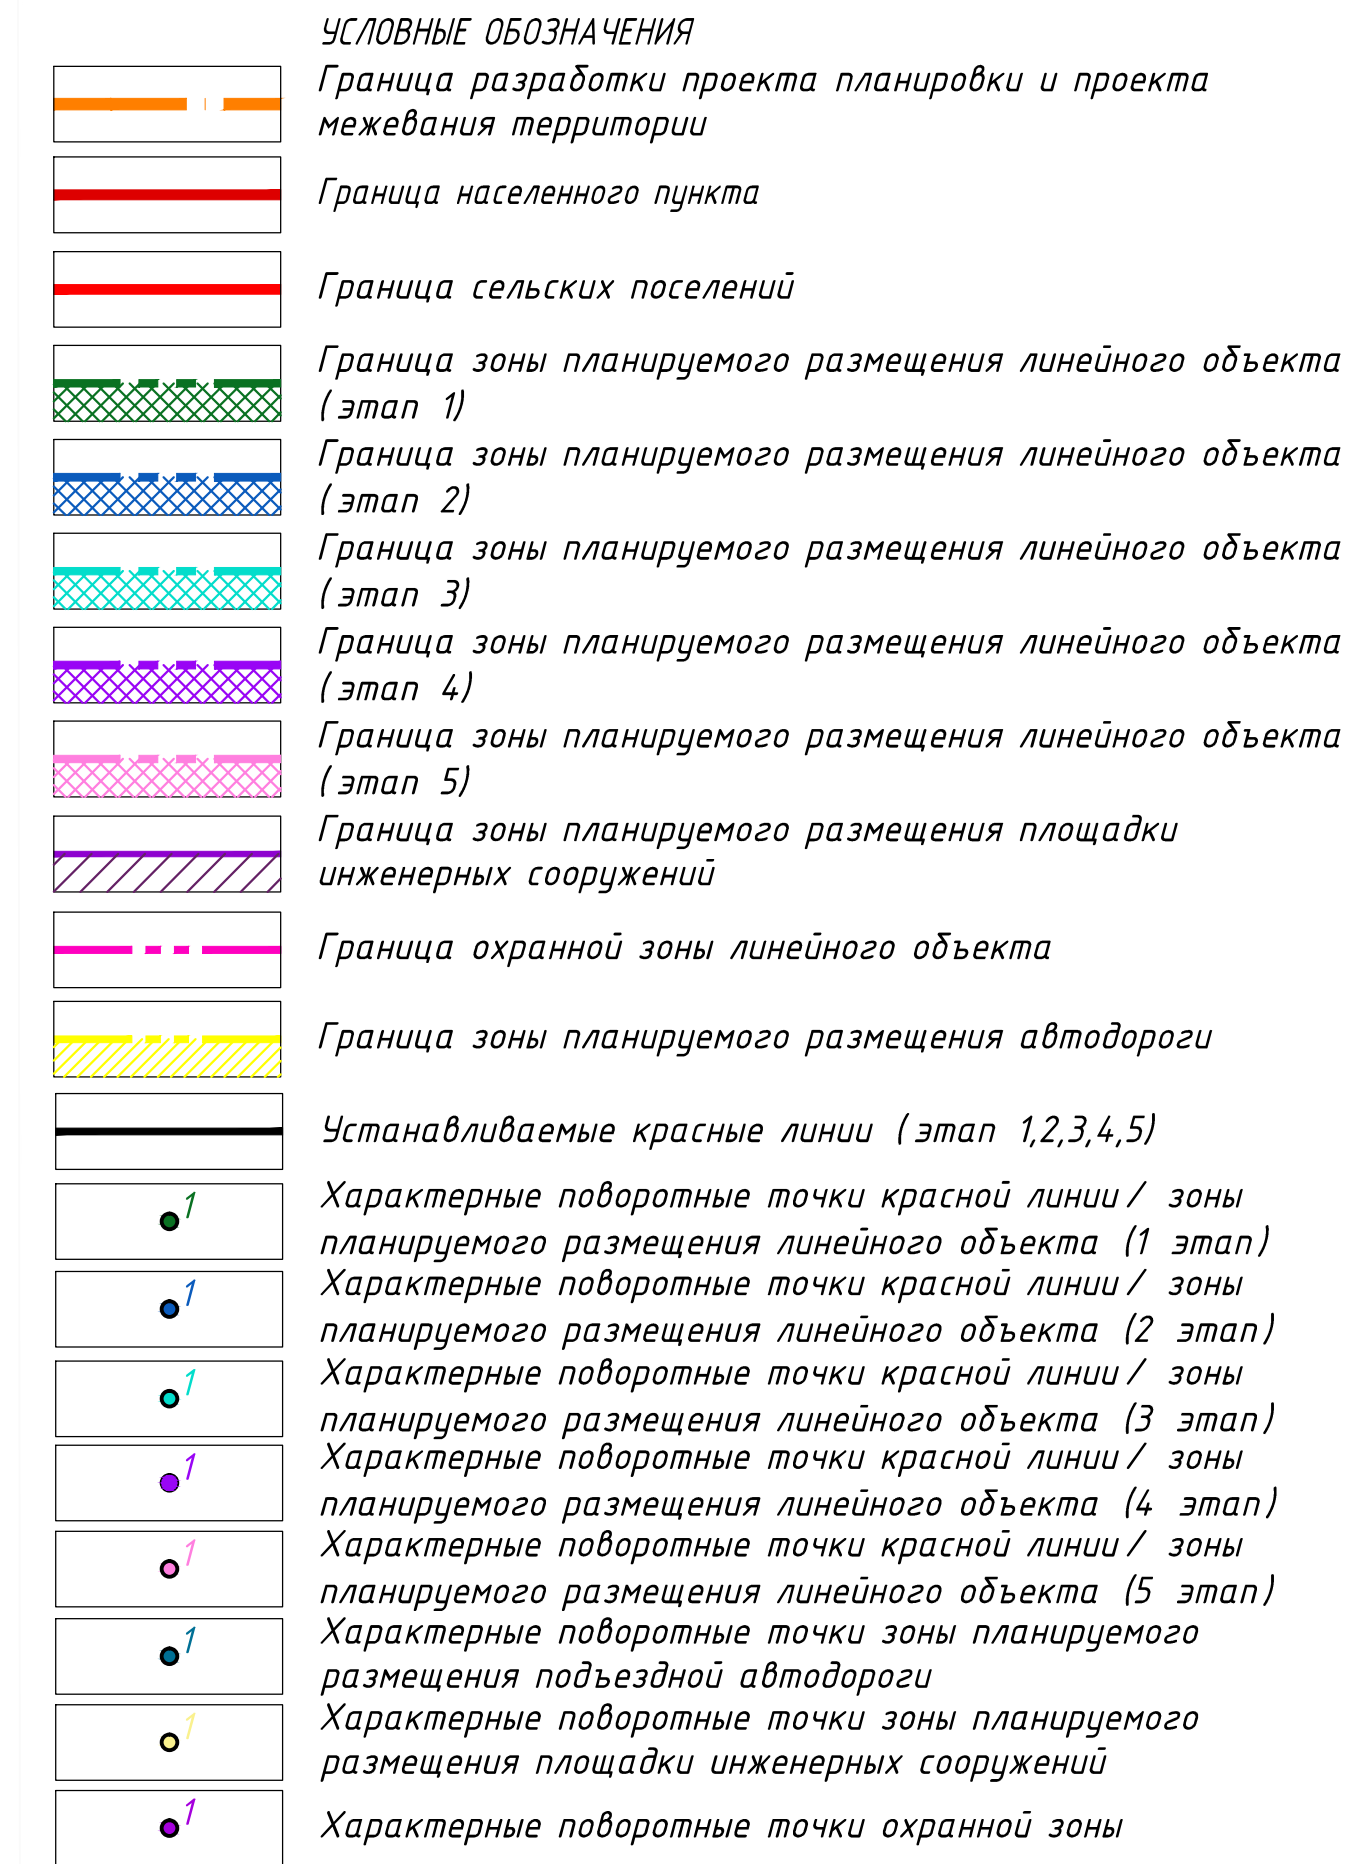 УСЛОВНЫЕ ОБОЗНАЧЕНИЯ
Граница разработки проекта планировки и проекта
межевания территории
Граница населенного пункта
Граница сельских поселений
Граница зоны планируемого размещения линейного объекта
(этап 1)
Граница зоны планируемого размещения линейного объекта
(этап 2)
Граница зоны планируемого размещения линейного объекта
(этап 3)
Граница зоны планируемого размещения линейного объекта
(этап 4)
Граница зоны планируемого размещения линейного объекта
(этап 5)
Граница зоны планируемого размещения площадки
инженерных сооружений
Граница охранной зоны линейного объекта
Граница зоны планируемого размещения автодороги
Устанавливаемые красные линии (этап 1,2,3,4,5)
1 Характерные поворотные точки красной линии/ зоны
планируемого размещения линейного объекта (1 этап)
1 Характерные поворотные точки красной линии/ зоны
планируемого размещения линейного объекта (2 этап)
1 Характерные поворотные точки красной линии/ зоны
планируемого размещения линейного объекта (3 этап)
1 Характерные поворотные точки красной линии/ зоны
планируемого размещения линейного объекта (4 этап)
1 Характерные поворотные точки красной линии/ зоны
планируемого размещения линейного объекта (5 этап)
1 Характерные поворотные точки зоны планируемого
размещения подъездной автодороги
1 Характерные поворотные точки зоны планируемого
размещения площадки инженерных сооружений
1 Характерные поворотные точки охранной зоны